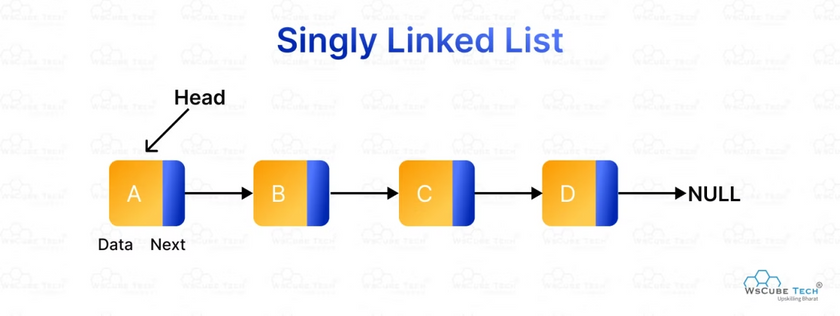 Singly Linked List
Head
A B C D NULL
Data Next
WsCube Tech®
Upskilling Bharat